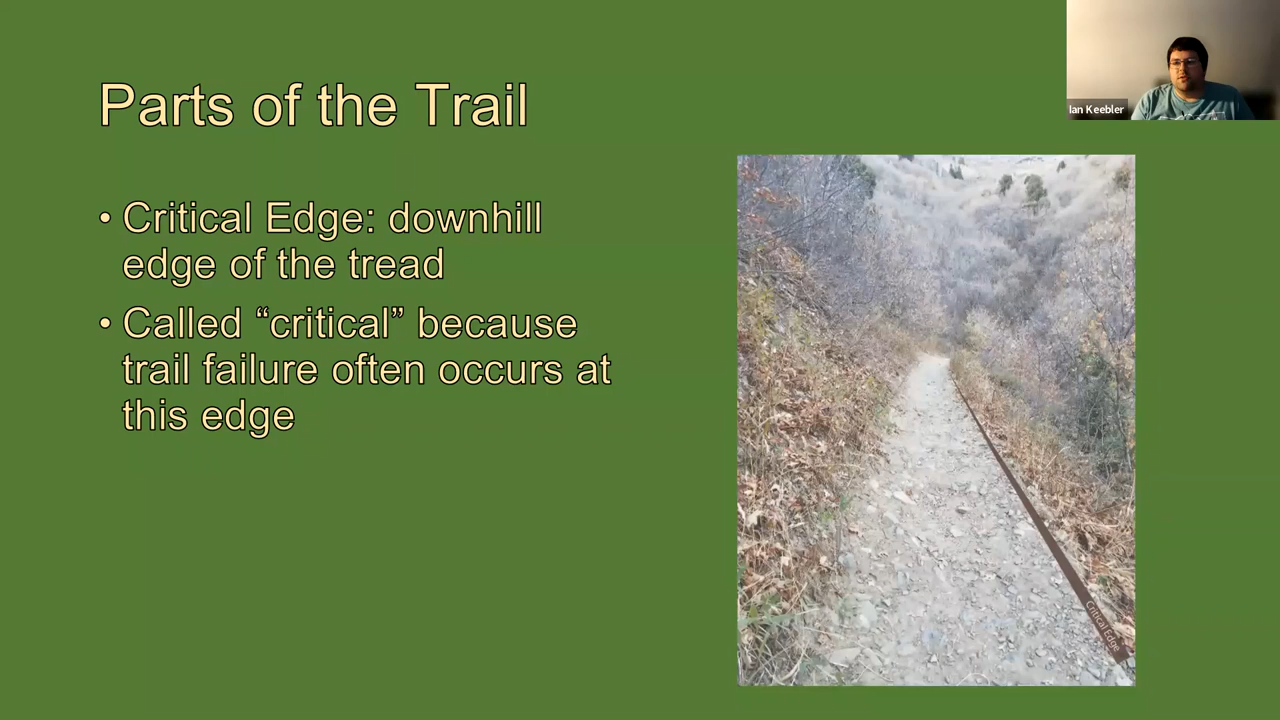 Ian Keebler
Parts of the Trail
• Critical Edge: downhill
edge of the tread
• Called “critical” because
trail failure often occurs at
this edge
Critical Edge